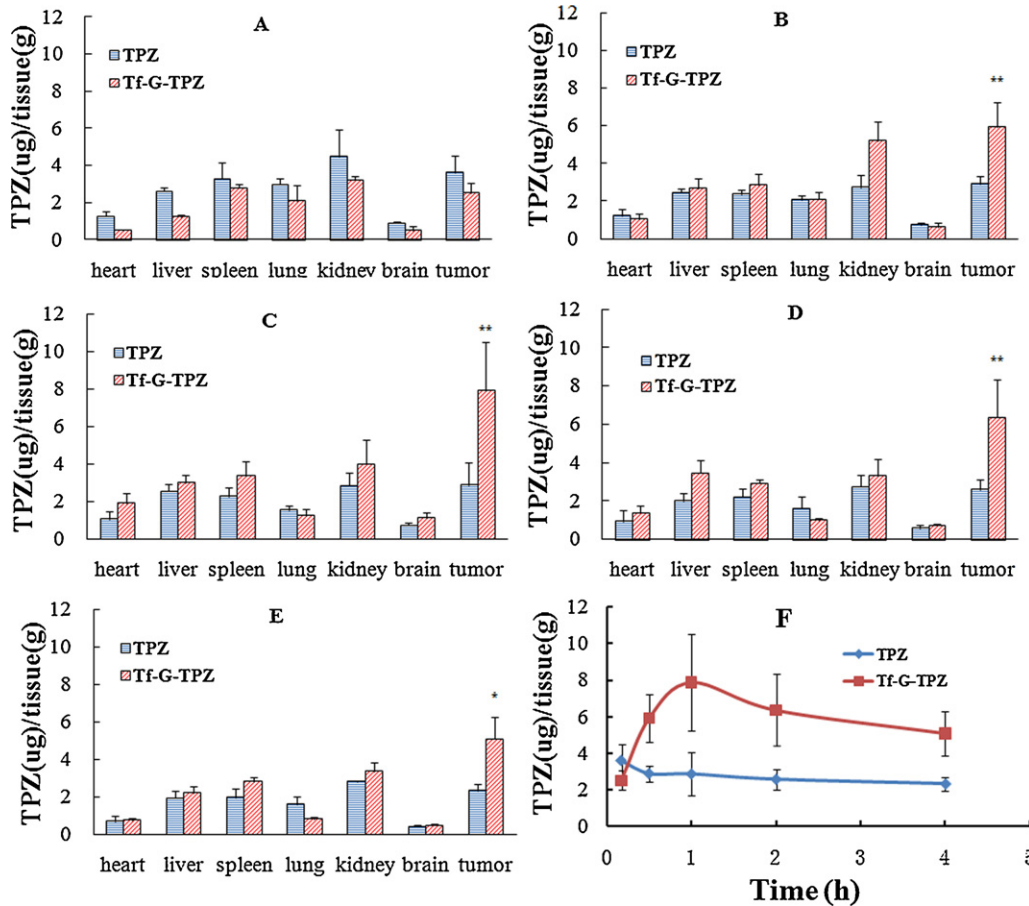 A
TPZ(ug)/tissue(g)
12
10
8
6
4
2
0
TPZ
Tf-G-TPZ
heart liver spleen lung kidney brain tumor
B
TPZ(ug)/tissue(g)
12
10
8
6
4
2
0
TPZ
Tf-G-TPZ
**
heart liver spleen lung kidney brain tumor
C
TPZ(ug)/tissue(g)
12
10
8
6
4
2
0
TPZ
Tf-G-TPZ
**
heart liver spleen lung kidney brain tumor
D
TPZ(ug)/tissue(g)
12
10
8
6
4
2
0
TPZ
Tf-G-TPZ
**
heart liver spleen lung kidney brain tumor
E
TPZ(ug)/tissue(g)
12
10
8
6
4
2
0
TPZ
Tf-G-TPZ
*
heart liver spleen lung kidney brain tumor
F
TPZ(ug)/tissue(g)
12
10
8
6
4
2
0
TPZ
Tf-G-TPZ
0 1 2 3 4 5
Time (h)